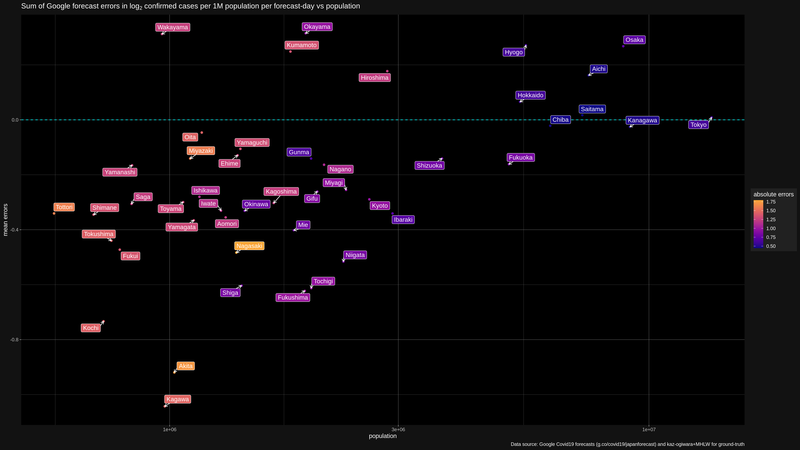 Sum of Google forecast errors in log2 confirmed cases per 1M population per forecast-day vs population
Wakayama
Okayama
Osaka
Kumamoto
Hyogo
Aichi
Hiroshima
Hokkaido
Saitama
0.0
Chiba
Kanagawa
Tokyo
Oita
Yamaguchi
Miyazaki
Gunma
Fukuoka
Ehime
Shizuoka
Yamanashi
Nagano
Miyagi
Ishikawa
Kagoshima
Saga
Gifu
Tottori
Shimane
Toyama
Iwate
Okinawa
Kyoto
Ibaraki
Aomori
Yamagata
Mie
-0.4
Tokushima
Nagasaki
Fukui
Niigata
Tochigi
Shiga
Fukushima
Kochi
-0.8
Akita
Kagawa
mean errors
1e+06
3e+06
1e+07
population
absolute errors
1.75
1.50
1.25
1.00
0.75
0.50
Data source: Google Covid19 forecasts (g.co/covid19/japanforecast) and kaz-ogiwara+MHLW for ground-truth